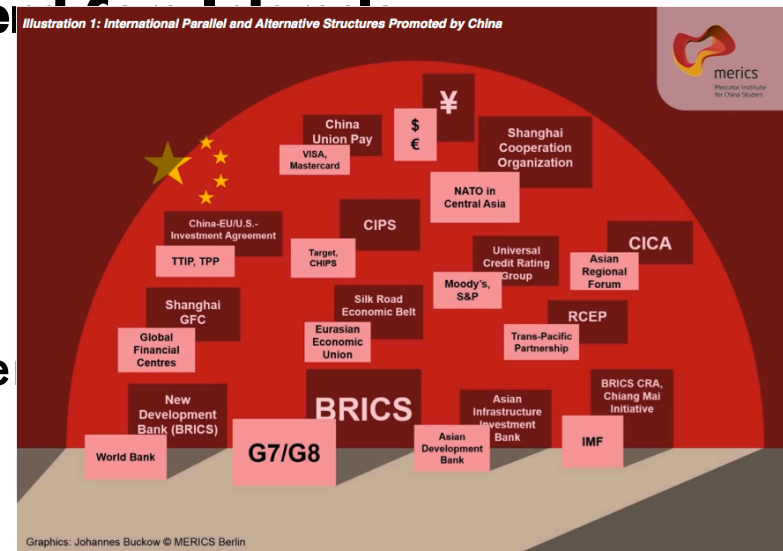 Illustration 1: International Parallel and Alternative Structures Promoted by China
merics
Mercator Institute
for China Studies
¥
China
Union Pay
VISA,
Mastercard
$
€
Shanghai
Cooperation
Organization
NATO in
Central Asia
China-EU/U.S.-
Investment Agreement
TTIP, TPP
CIPS
Target,
CHIPS
Universal
Credit Rating
Group
Moody's,
S&P
CICA
Asian
Regional
Forum
Shanghai
GFC
Global
Financial
Centres
Silk Road
Economic Belt
Eurasian
Economic
Union
RCEP
Trans-Pacific
Partnership
New
Development
Bank (BRICS)
World Bank
BRICS
G7/G8
Asian
Infrastructure
Investment
Bank
Asian
Development
Bank
BRICS CRA,
Chiang Mai
Initiative
IMF
Graphics: Johannes Buckow © MERICS Berlin